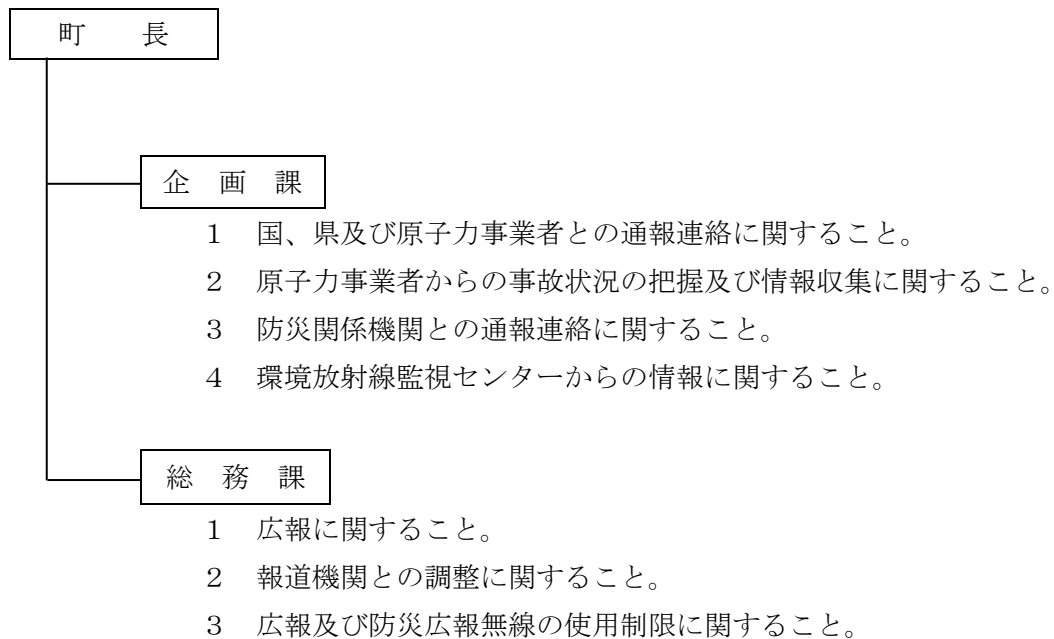 町　長
企　画　課
１　国、県及び原子力事業者との通報連絡に関すること。
２　原子力事業者からの事故状況の把握及び情報収集に関すること。
３　防災関係機関との通報連絡に関すること。
４　環境放射線監視センターからの情報に関すること。
総　務　課
１　広報に関すること。
２　報道機関との調整に関すること。
３　広報及び防災広報無線の使用制限に関すること。